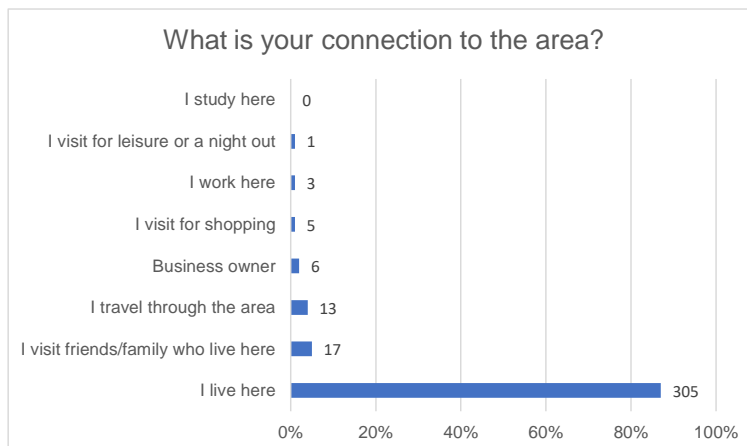 What is your connection to the area?
I study here 0
I visit for leisure or a night out 1
I work here 3
I visit for shopping 5
Business owner 6
I travel through the area 13
I visit friends/family who live here 17
I live here 305
0% 20% 40% 60% 80% 100%